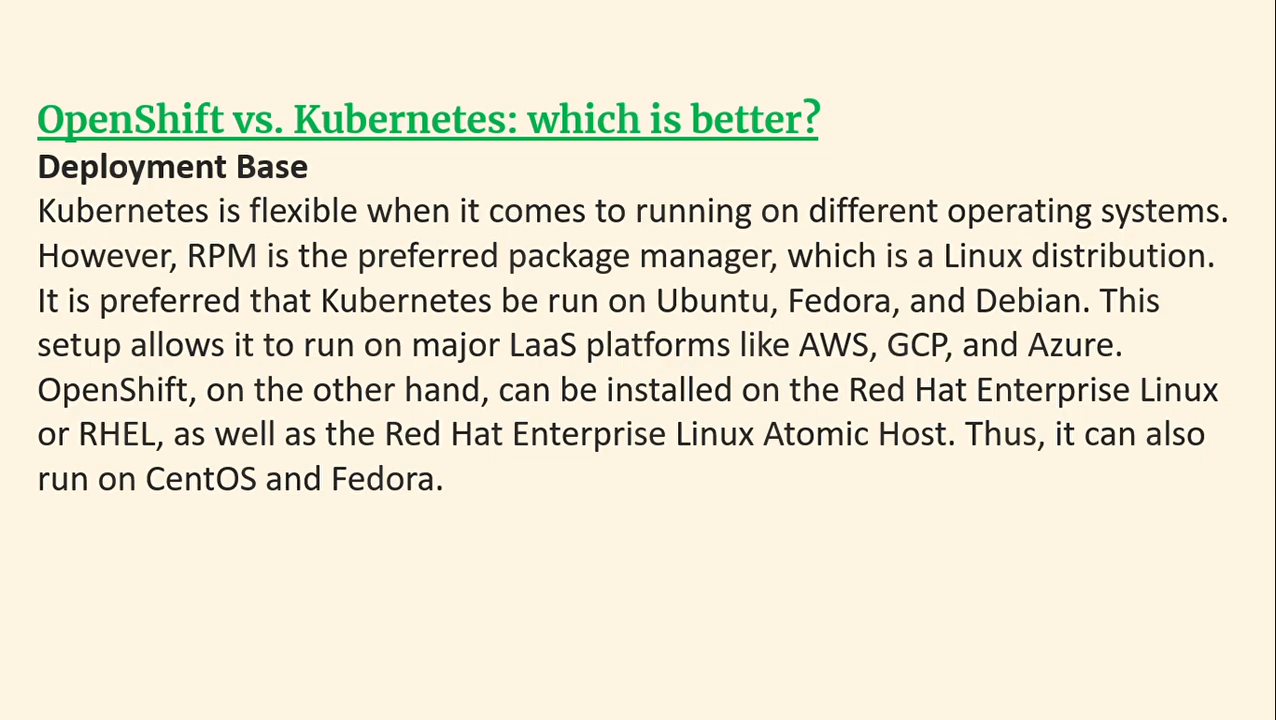 OpenShift vs. Kubernetes: which is better?
Deployment Base
Kubernetes is flexible when it comes to running on different operating systems.
However, RPM is the preferred package manager, which is a Linux distribution.
It is preferred that Kubernetes be run on Ubuntu, Fedora, and Debian. This
setup allows it to run on major LaaS platforms like AWS, GCP, and Azure.
OpenShift, on the other hand, can be installed on the Red Hat Enterprise Linux
or RHEL, as well as the Red Hat Enterprise Linux Atomic Host. Thus, it can also
run on CentOS and Fedora.